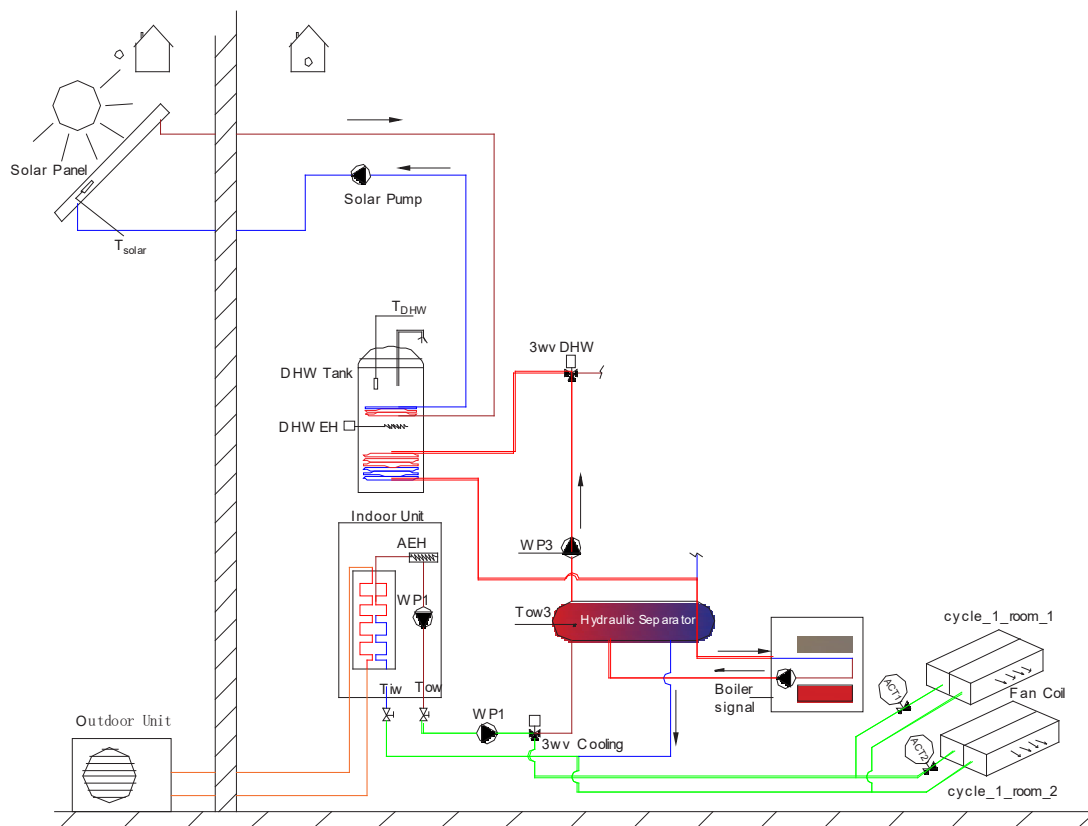 Solar Panel
Tsolar
Solar Pump
TDHW
3wv DHW
DHW Tank
DHW EH
Indoor Unit
AEH
WP3
WP1
Tow3
Hydraulic Separator
cycle_1_room_1
ACT1
Fan Coil
Tiw
Tow
Boiler
signal
WP1
Outdoor Unit
3wv Cooling
ACT2
cycle_1_room_2